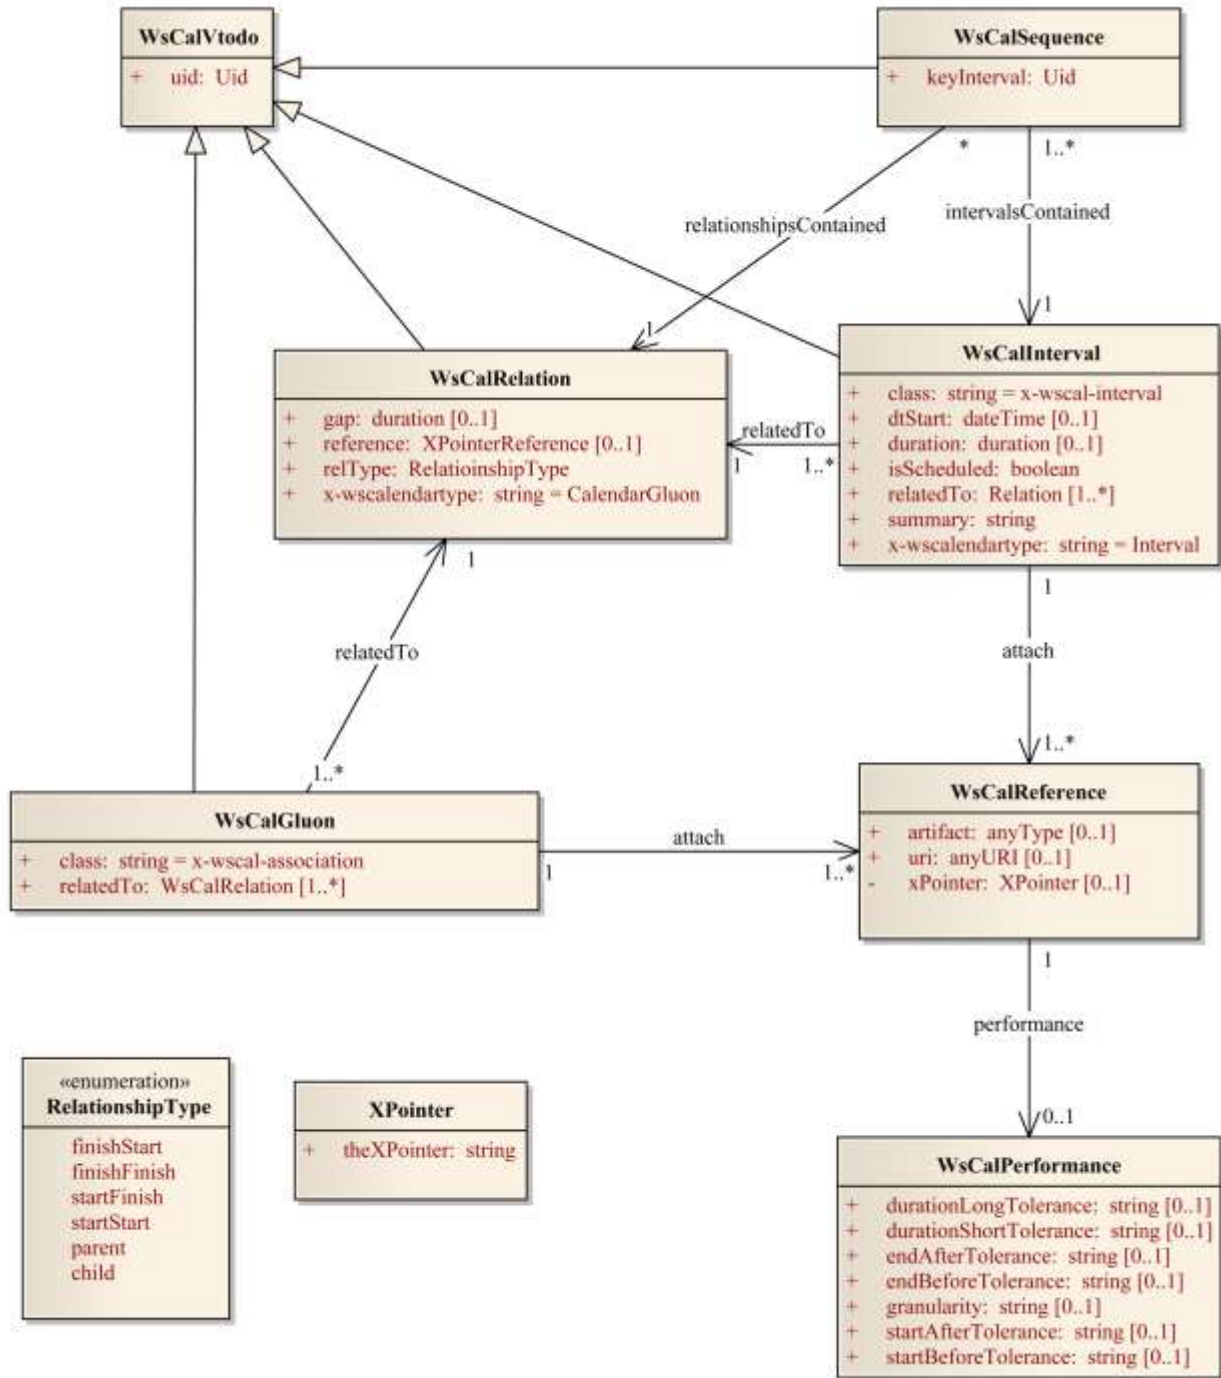 WsCalVtodo
+ uid: Uid
WsCalSequence
+ keyInterval: Uid
*
1..*
relationshipsContained
intervalsContained
1
1
WsCalRelation
+ gap: duration [0..1]
+ reference: XPointerReference [0..1]
+ relType: RelatioinshipType
+ x-wscalendartype: string = CalendarGluon
relatedTo
1
1..*
WsCalInterval
+ class: string = x-wscal-interval
+ dtStart: dateTime [0..1]
+ duration: duration [0..1]
+ isScheduled: boolean
+ relatedTo: Relation [1..*]
+ summary: string
+ x-wscalendartype: string = Interval
1
1
relatedTo
attach
1..*
1..*
WsCalGluon
+ class: string = x-wscal-association
+ relatedTo: WsCalRelation [1..*]
attach
1
1..*
WsCalReference
+ artifact: anyType [0..1]
+ uri: anyURI [0..1]
- xPointer: XPointer [0..1]
1
performance
0..1
«enumeration»
RelationshipType
finishStart
finishFinish
startFinish
startStart
parent
child
XPointer
+ theXPointer: string
WsCalPerformance
+ durationLongTolerance: string [0..1]
+ durationShortTolerance: string [0..1]
+ endAfterTolerance: string [0..1]
+ endBeforeTolerance: string [0..1]
+ granularity: string [0..1]
+ startAfterTolerance: string [0..1]
+ startBeforeTolerance: string [0..1]